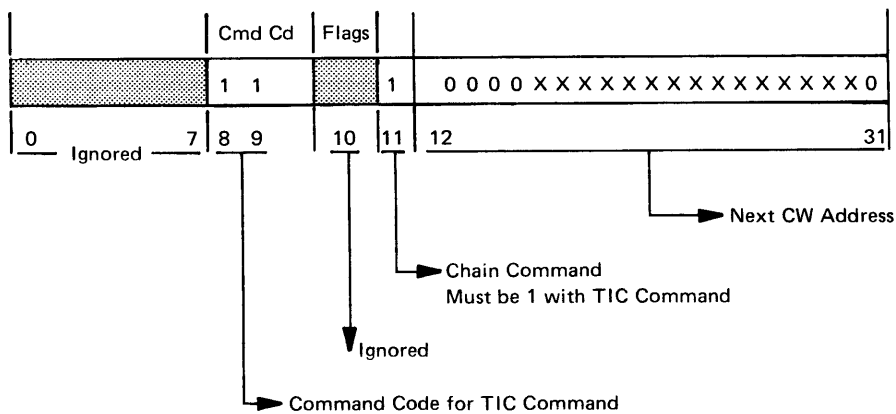 Cmd Cd Flags
1 1 1 0 0 0 0 X X X X X X X X X X X X X X X 0
0 7 8 9 10 11 12 31
Ignored
Next CW Address
Chain Command
Must be 1 with TIC Command
Ignored
Command Code for TIC Command